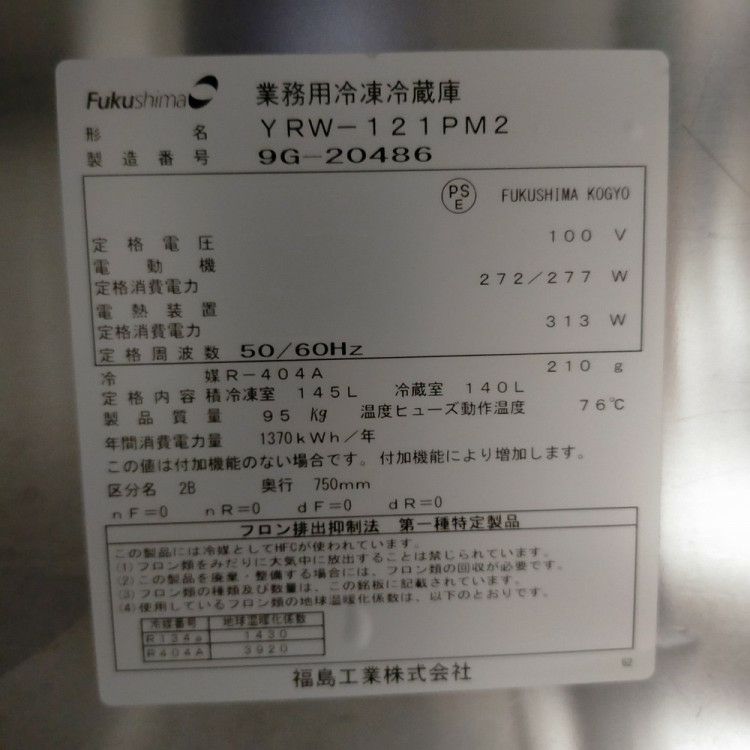 Fukushima 業務用冷凍冷蔵庫
形名 YRW-121PM2
製造番号 9G-20486
PSE FUKUSHIMA KOGYO
定格電圧 100 V
電動機
定格消費電力 272/277 W
電熱装置
定格消費電力 313 W
定格周波数 50/60Hz
冷媒 R-404A 210 g
定格内容積 冷凍室 145L 冷蔵室 140L
製品質量 95 Kg 温度ヒューズ動作温度 76℃
年間消費電力量 1370kWh/年
この値は付加機能のない場合です。付加機能により増加します。
区分名 2B 奥行 750mm
nF=0 nR=0 dF=0 dR=0
フロン排出抑制法 第一種特定製品
この製品には冷媒としてHFCが使われています。
(1)フロン類をみだりに大気中に放出することは禁じられています。
(2)この製品を廃棄・整備する場合には、フロン類の回収が必要です。
(3)フロン類の種類及び数量は、この銘板に記載されています。
(4)使用しているフロン類の地球温暖化係数は、以下のとおりです。
冷媒番号 地球温暖化係数
R134a 1430
R404A 3920
福島工業株式会社